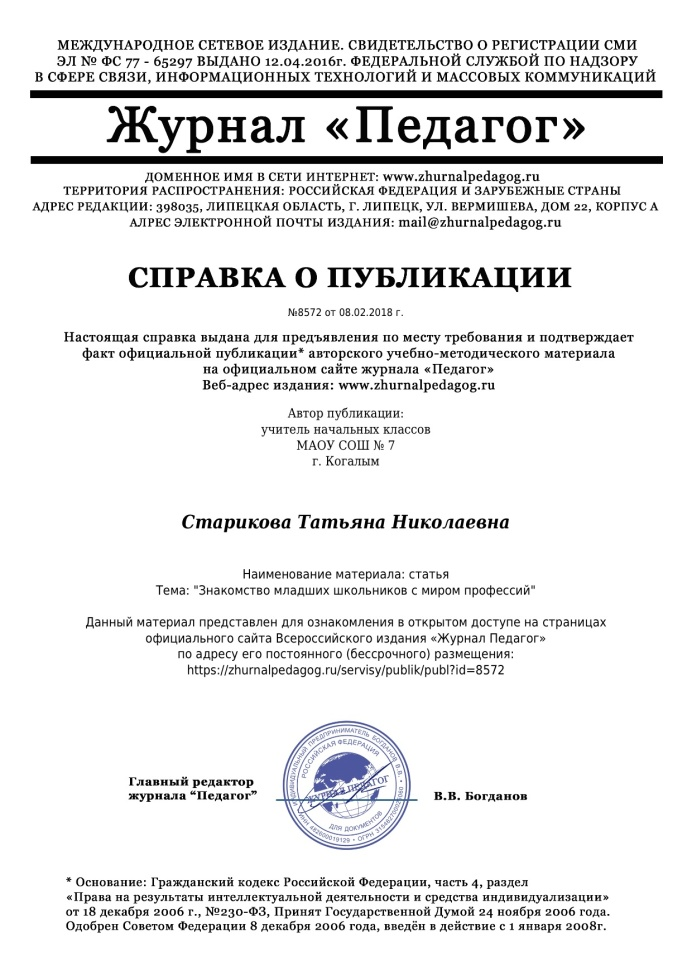 МЕЖДУНАРОДНОЕ СЕТЕВОЕ ИЗДАНИЕ. СВИДЕТЕЛЬСТВО О РЕГИСТРАЦИИ СМИ
ЭЛ № ФС 77 - 65297 ВЫДАНО 12.04.2016г. ФЕДЕРАЛЬНОЙ СЛУЖБОЙ ПО НАДЗОРУ
В СФЕРЕ СВЯЗИ, ИНФОРМАЦИОННЫХ ТЕХНОЛОГИЙ И МАССОВЫХ КОММУНИКАЦИЙ
Журнал «Педагог»
ДОМЕННОЕ ИМЯ В СЕТИ ИНТЕРНЕТ: www.zhurnalpedagog.ru
ТЕРРИТОРИЯ РАСПРОСТРАНЕНИЯ: РОССИЙСКАЯ ФЕДЕРАЦИЯ И ЗАРУБЕЖНЫЕ СТРАНЫ
АДРЕС РЕДАКЦИИ: 398035, ЛИПЕЦКАЯ ОБЛАСТЬ, Г. ЛИПЕЦК, УЛ. ВЕРМИШЕВА, ДОМ 22, КОРПУС А
АЛРЕС ЭЛЕКТРОННОЙ ПОЧТЫ ИЗДАНИЯ: mail@zhurnalpedagog.ru
СПРАВКА О ПУБЛИКАЦИИ
№8572 от 08.02.2018 г.
Настоящая справка выдана для предъявления по месту требования и подтверждает
факт официальной публикации* авторского учебно-методического материала
на официальном сайте журнала «Педагог»
Веб-адрес издания: www.zhurnalpedagog.ru
Автор публикации:
учитель начальных классов
МАОУ СОШ № 7
г. Когалым
Старикова Татьяна Николаевна
Наименование материала: статья
Тема: "Знакомство младших школьников с миром профессий"
Данный материал представлен для ознакомления в открытом доступе на страницах
официального сайта Всероссийского издания «Журнал Педагог»
по адресу его постоянного (бессрочного) размещения:
https://zhurnalpedagog.ru/servisy/publik/publ?id=8572
Главный редактор
журнала “Педагог”
ИНДИВИДУАЛЬНЫЙ ПРЕДПРИНИМАТЕЛЬ БОГДАНОВ В.В.
РОССИЙСКАЯ ФЕДЕРАЦИЯ
ЖУРНАЛ ПЕДАГОГ
ДЛЯ ДОКУМЕНТОВ
В.В. Богданов
* Основание: Гражданский кодекс Российской Федерации, часть 4, раздел
«Права на результаты интеллектуальной деятельности и средства индивидуализации»
от 18 декабря 2006 г., №230-ФЗ, Принят Государственной Думой 24 ноября 2006 года.
Одобрен Советом Федерации 8 декабря 2006 года, введён в действие с 1 января 2008г.